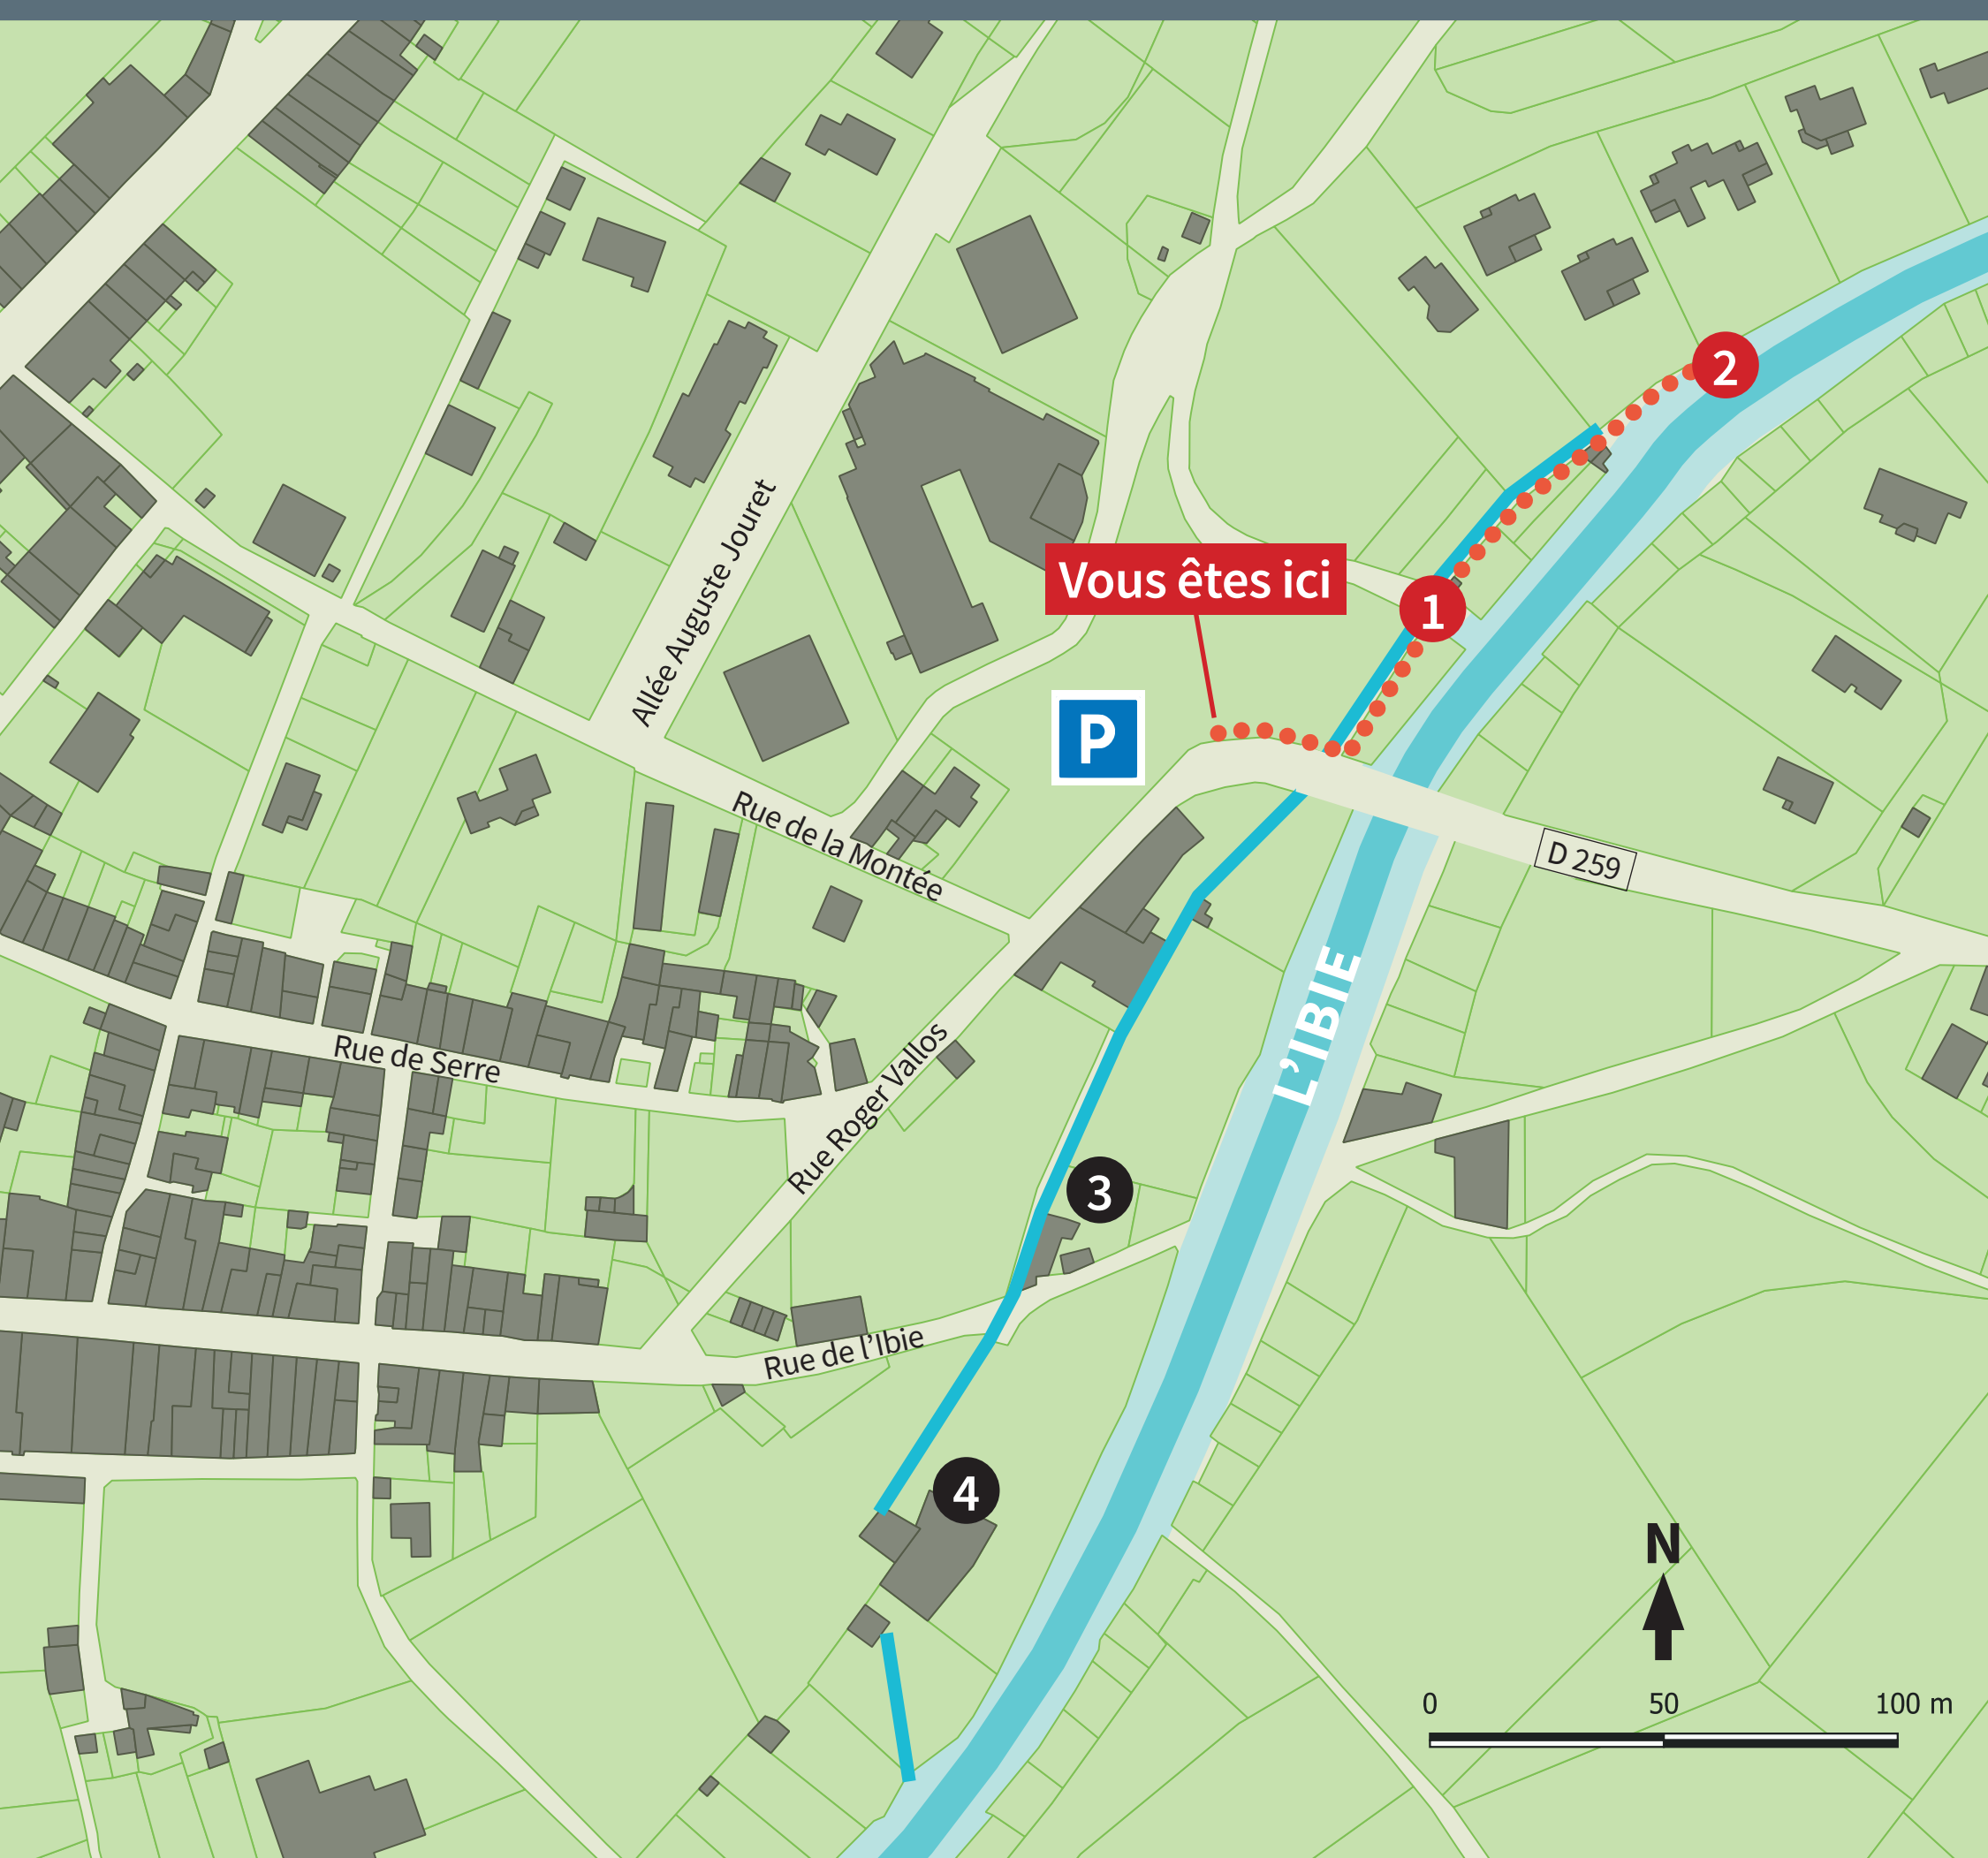 2
Allée Auguste Jouret
Vous êtes ici
1
P
Rue de la Montée
D 259
L’IBIE
Rue de Serre
Rue Roger Vallos
3
Rue de l’Ibie
4
N
0 50 100 m